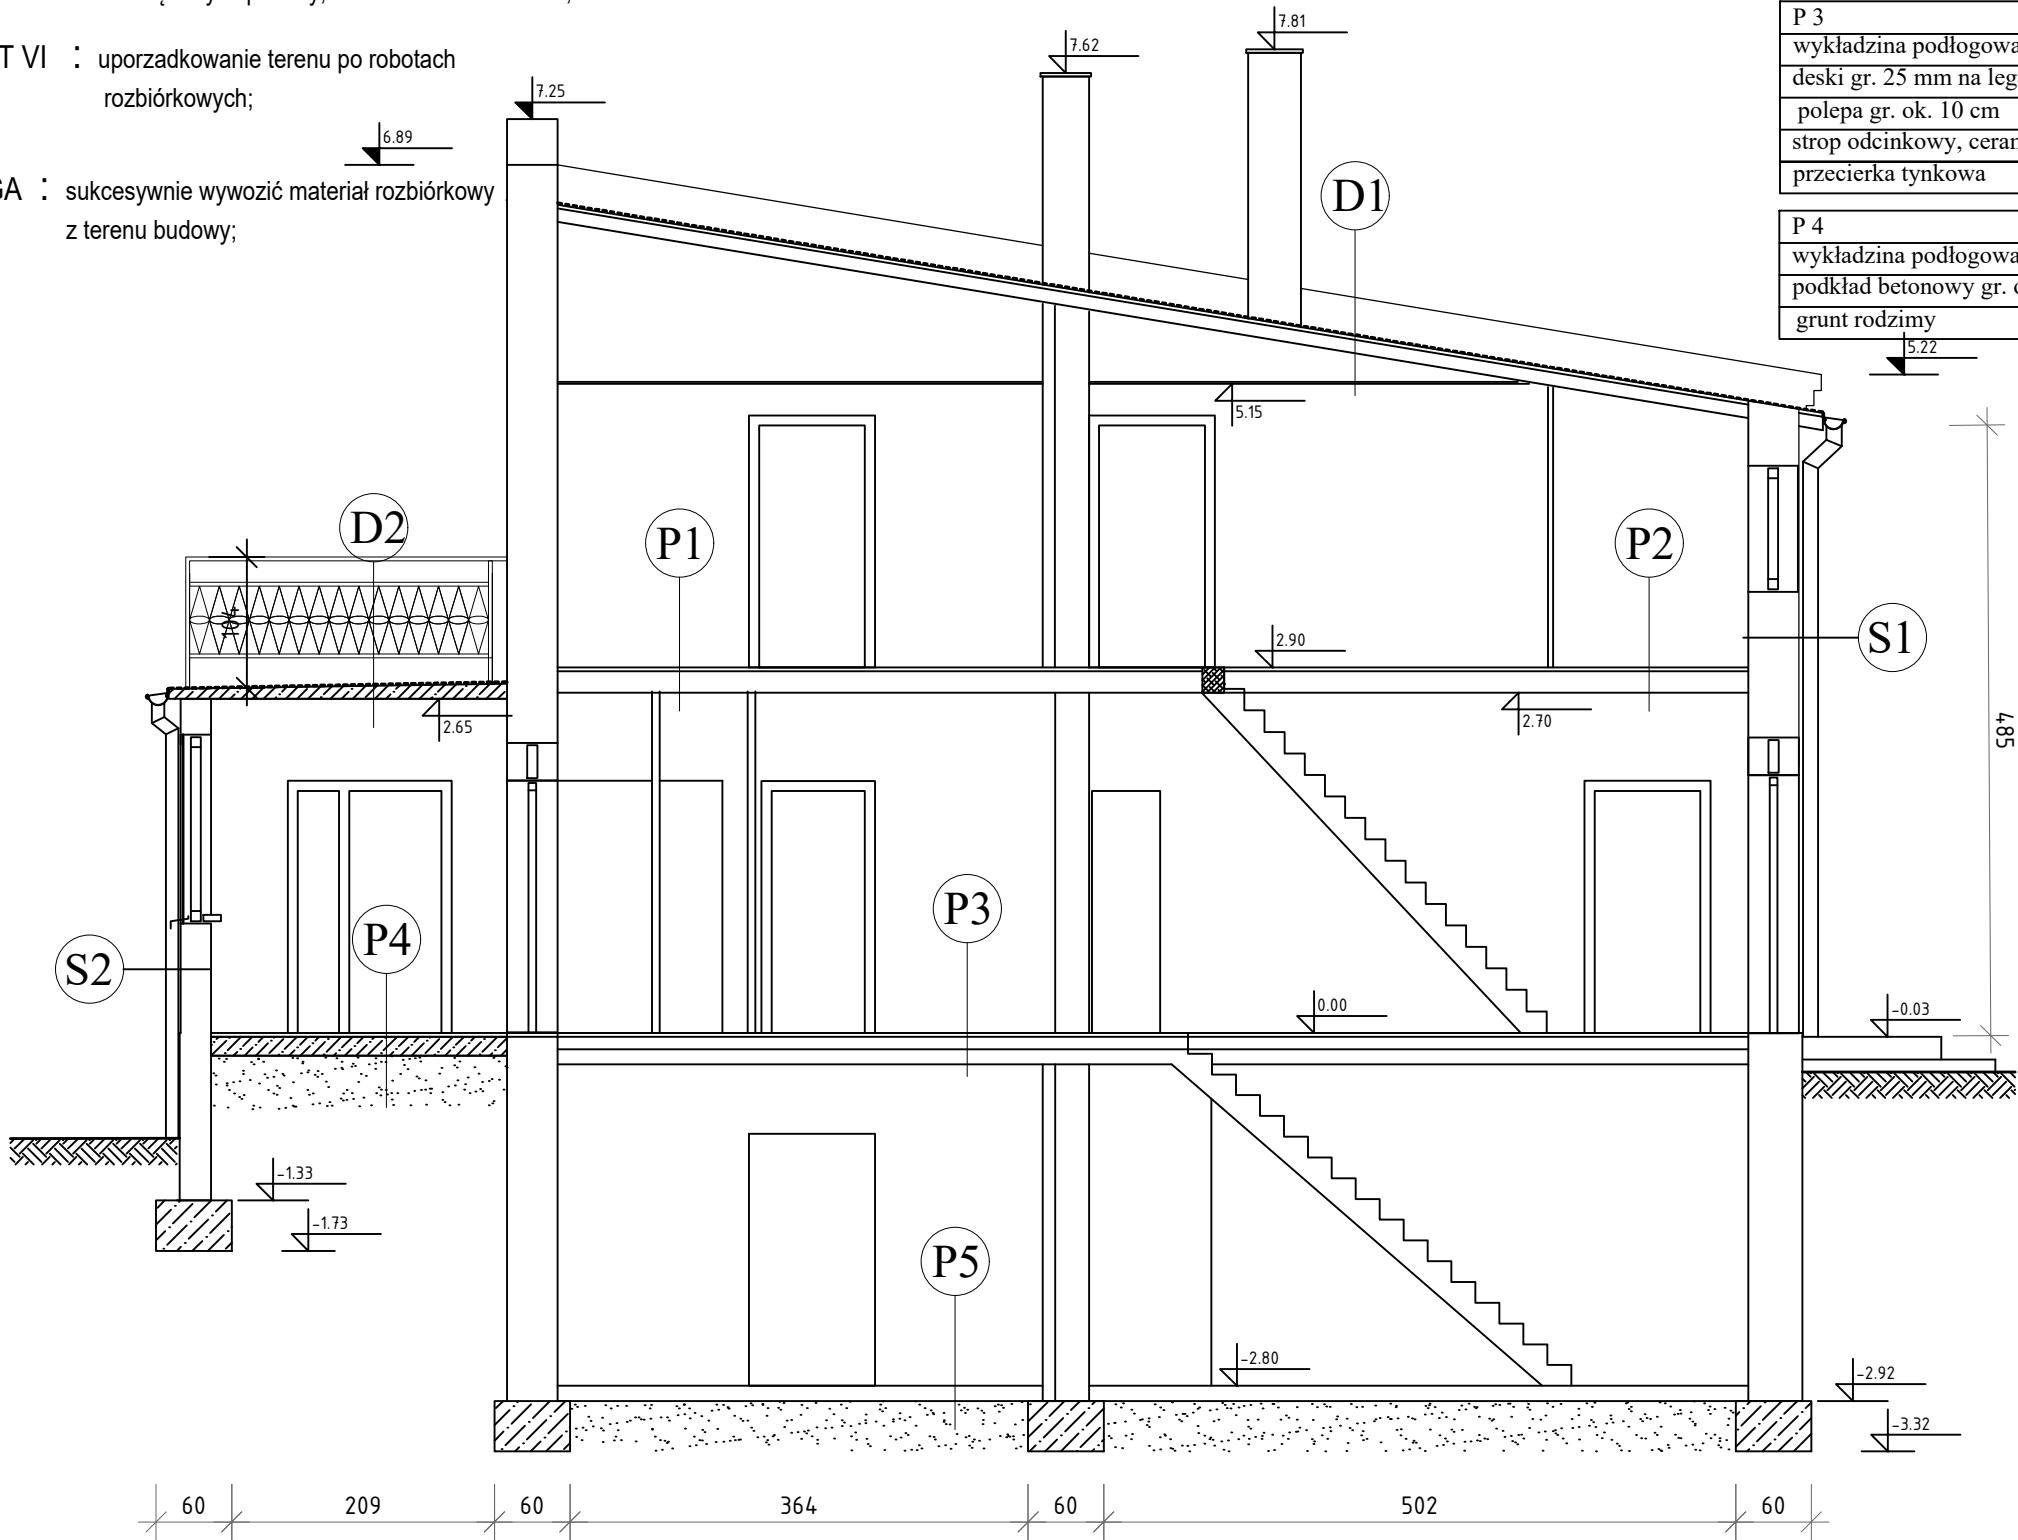 T VI : uporzadkowanie terenu po robotach
rozbiórkowych;
GA : sukcesywnie wywozić materiał rozbiórkowy
z terenu budowy;
P 3
wykładzina podłogowa
deski gr. 25 mm na leg
polepa gr. ok. 10 cm
strop odcinkowy, ceram
przecierka tynkowa
P 4
wykładzina podłogowa
podkład betonowy gr. o
grunt rodzimy
7.81
7.62
7.25
6.89
5.22
D1
5.15
D2
P1
P2
104
2.90
S1
2.65
2.70
485
P3
P4
S2
0.00
-0.03
-1.33
-1.73
P5
-2.80
-2.92
-3.32
60 209 60 364 60 502 60